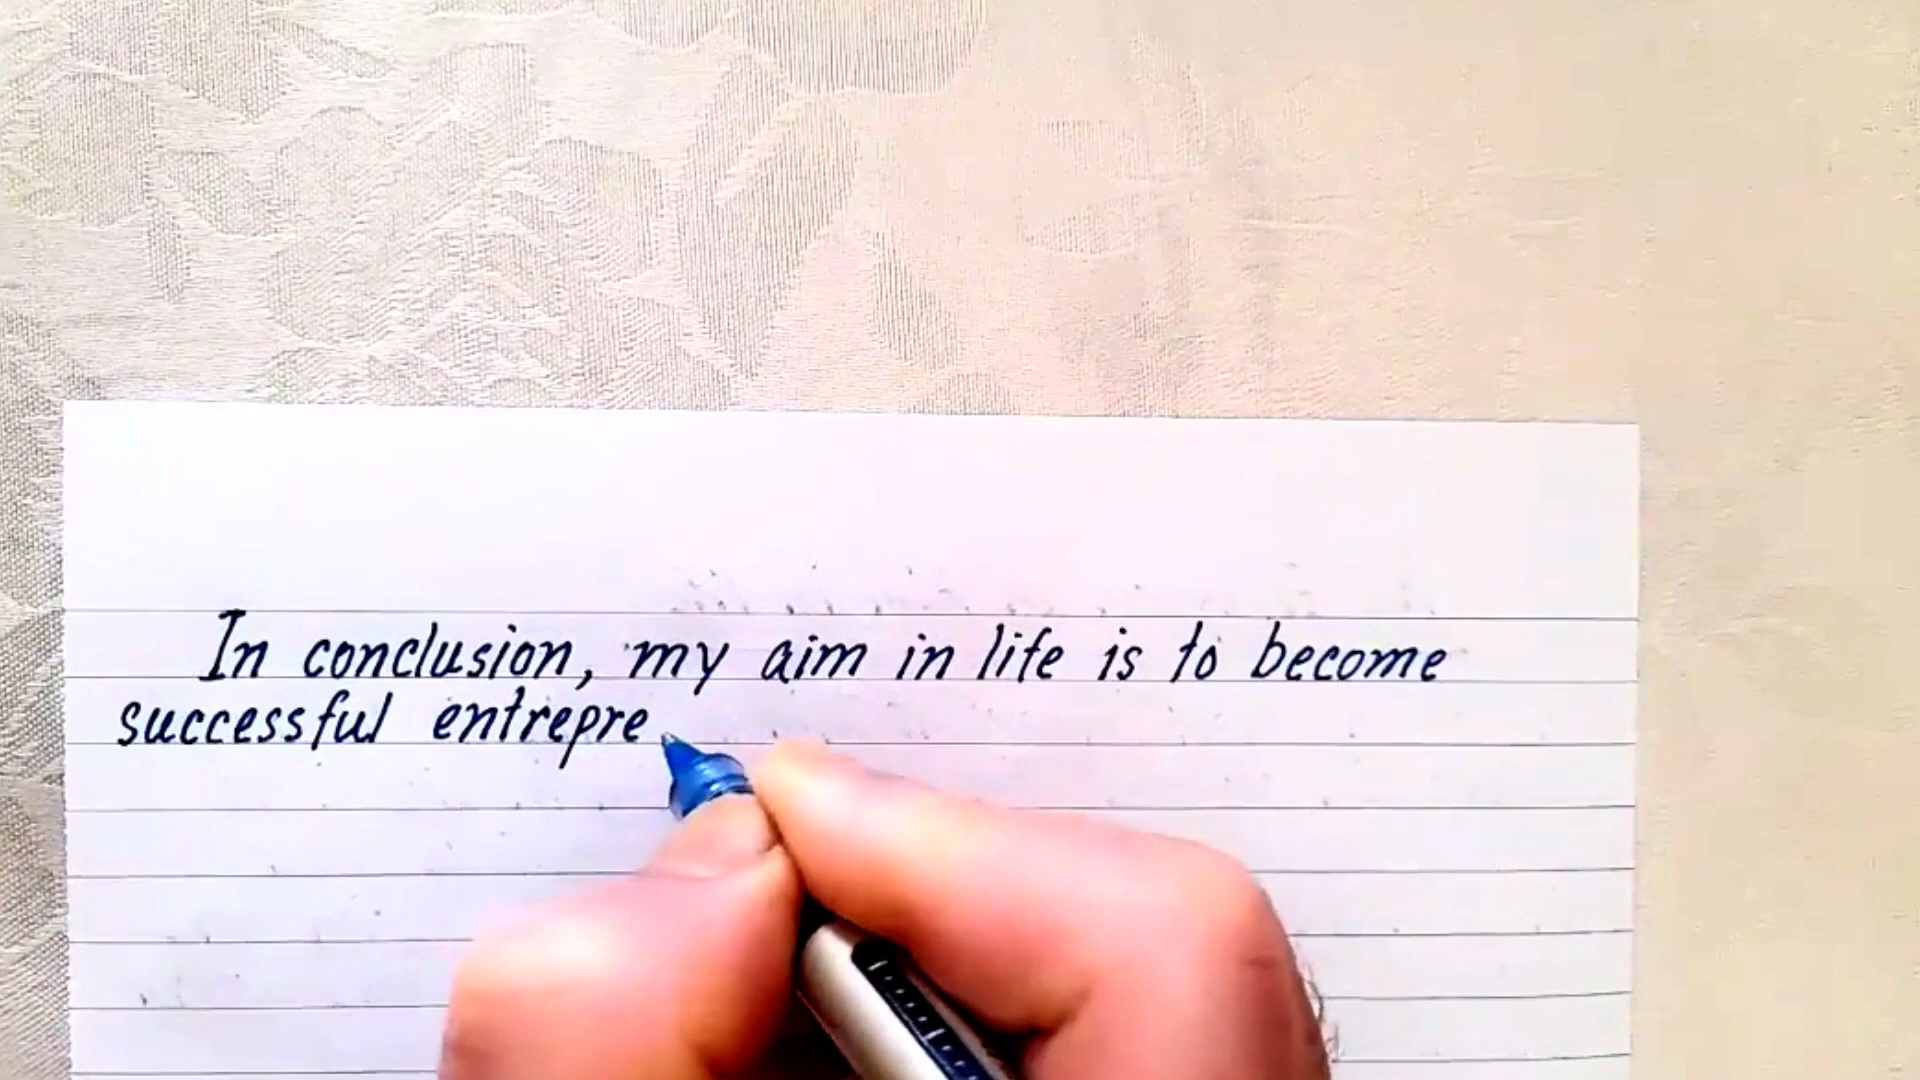 In conclusion, my aim in life is to become
successful entrepre